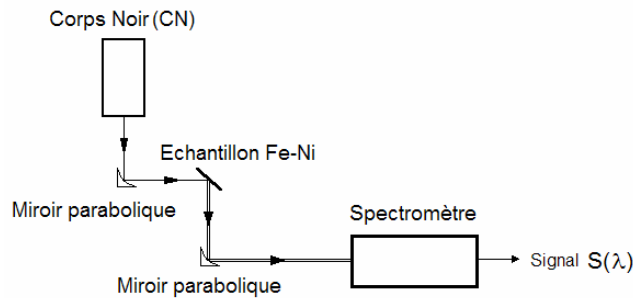 Corps Noir (CN)
Echantillon Fe-Ni
Miroir parabolique
Spectromètre
Signal S(λ)
Miroir parabolique